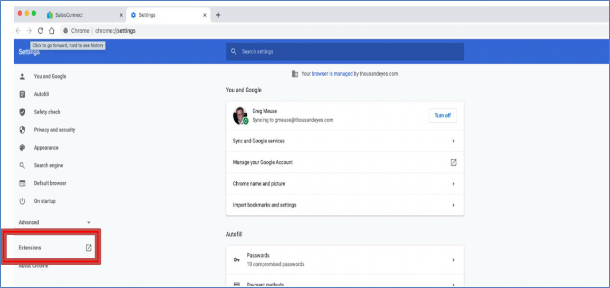 SalesConnect
Settings
Chrome | chrome://settings
Click to go forward, hold to see history
Settings
Search settings
Your browser is managed by thousandeyes.com
You and Google
You and Google
Autofill
Greg Meuse
Syncing to gmeuse@thousandeyes.com
Turn off
Safety check
Privacy and security
Sync and Google services
Appearance
Manage your Google Account
Search engine
Default browser
Chrome name and picture
On startup
Import bookmarks and settings
Advanced
Autofill
Extensions
Passwords
10 compromised passwords
About Chrome
Payment methods